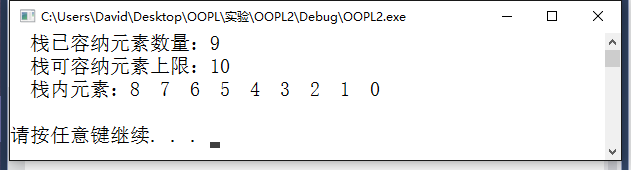 C:\Users\David\Desktop\OOPL\实验\OOPL2\Debug\OOPL2.exe
栈已容纳元素数量：9
栈可容纳元素上限：10
栈内元素：8 7 6 5 4 3 2 1 0
请按任意键继续. . .